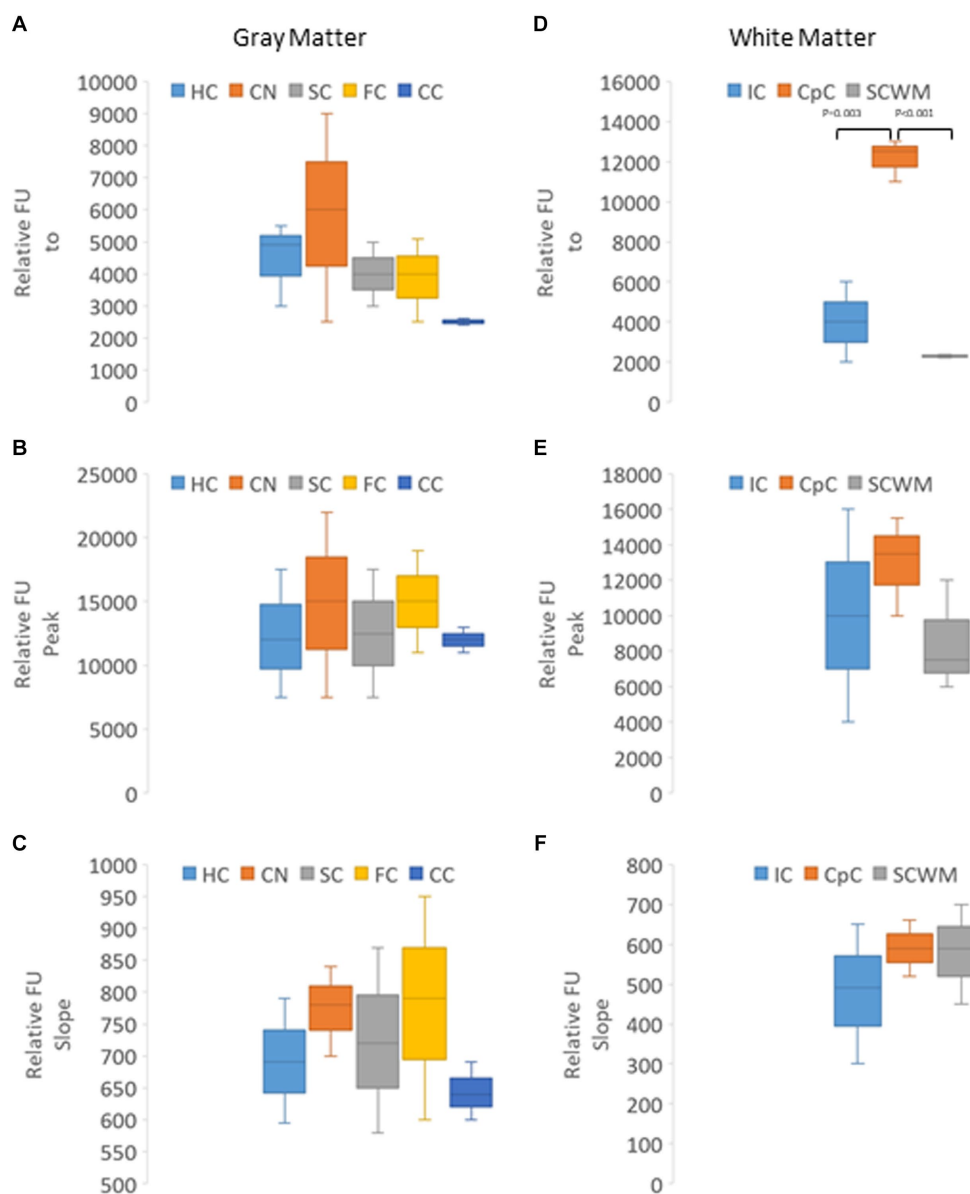 A
Gray Matter
HC CN SC FC CC
10000
9000
8000
7000
6000
5000
4000
3000
2000
1000
0
Relative FU
to
D
White Matter
IC CpC SCWM
P=0.003 P<0.001
16000
14000
12000
10000
8000
6000
4000
2000
0
Relative FU
to
B
HC CN SC FC CC
25000
20000
15000
10000
5000
0
Relative FU
Peak
E
IC CpC SCWM
18000
16000
14000
12000
10000
8000
6000
4000
2000
0
Relative FU
Peak
C
HC CN SC FC CC
1000
950
900
850
800
750
700
650
600
550
500
Relative FU
Slope
F
IC CpC SCWM
800
700
600
500
400
300
200
100
0
Relative FU
Slope